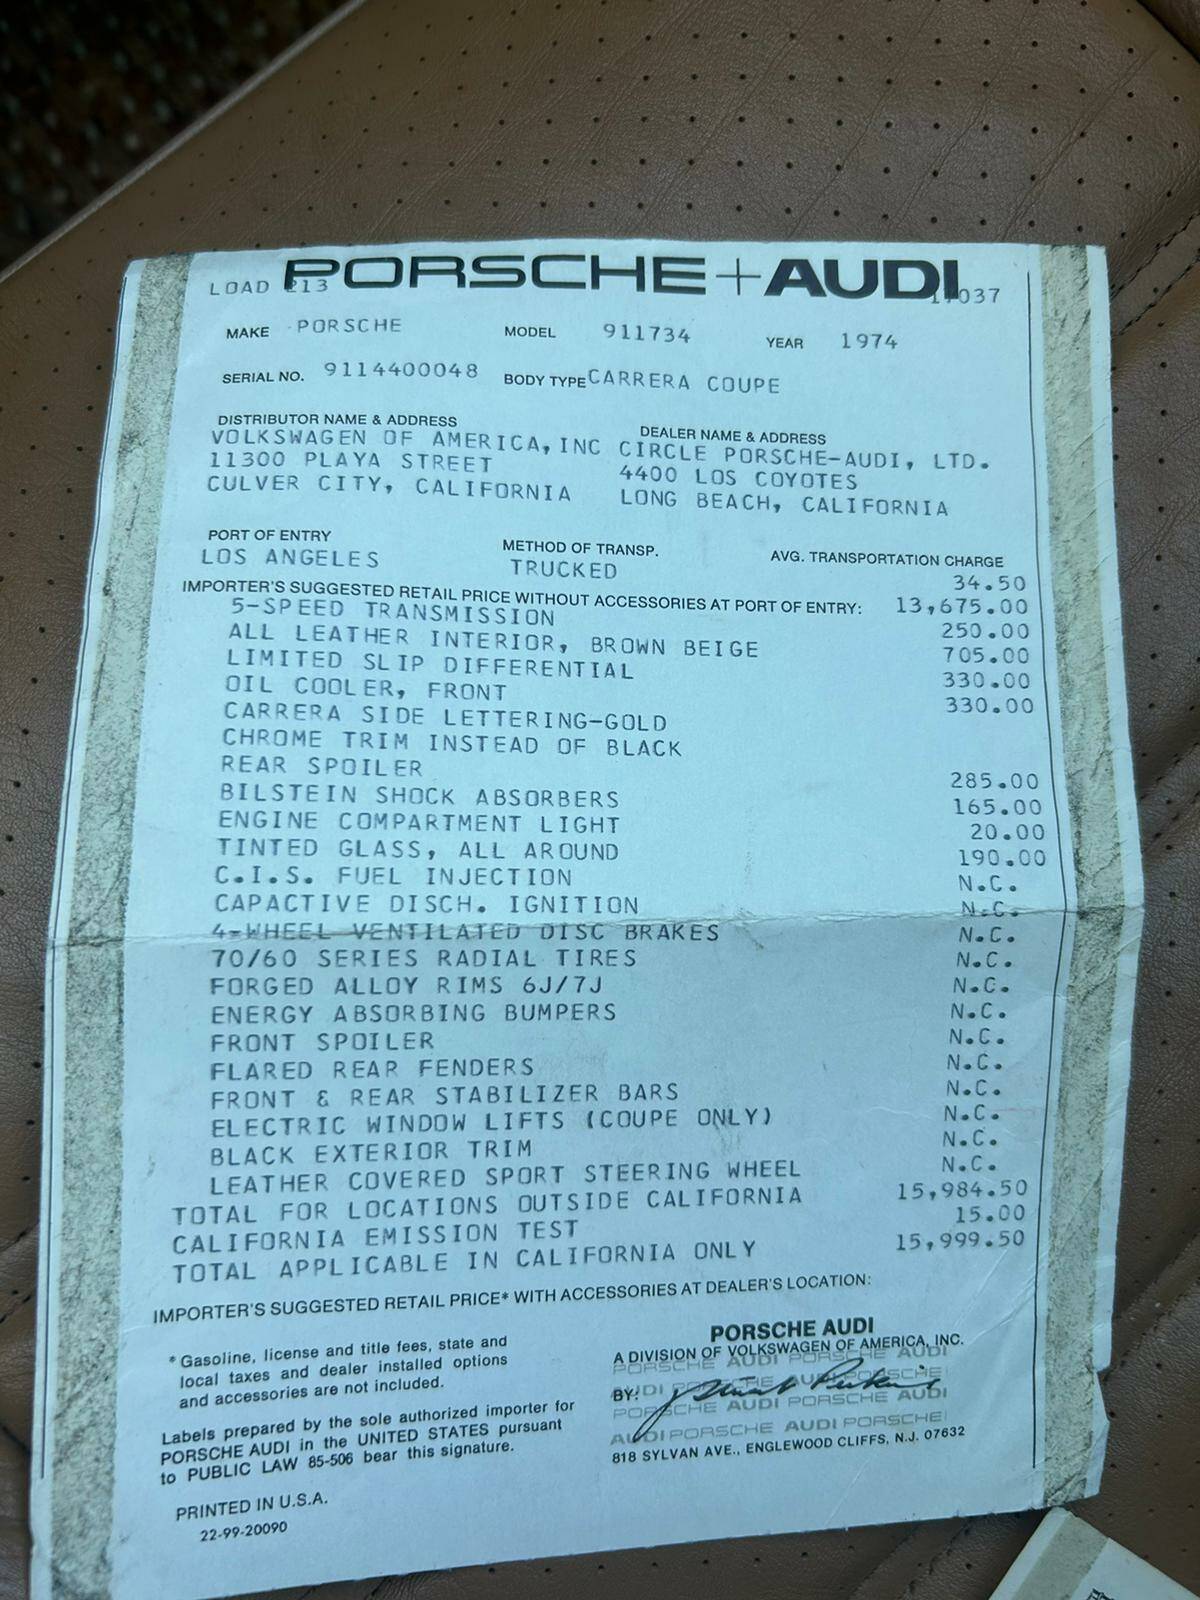 PORSCHE+AUDI
LOAD 213 17037
MAKE PORSCHE MODEL 911734 YEAR 1974
SERIAL NO. 9114400048 BODY TYPE CARRERA COUPE
DISTRIBUTOR NAME & ADDRESS DEALER NAME & ADDRESS
VOLKSWAGEN OF AMERICA,INC CIRCLE PORSCHE-AUDI, LTD.
11300 PLAYA STREET 4400 LOS COYOTES
CULVER CITY, CALIFORNIA LONG BEACH, CALIFORNIA
PORT OF ENTRY METHOD OF TRANSP. AVG. TRANSPORTATION CHARGE
LOS ANGELES TRUCKED 34.50
IMPORTER'S SUGGESTED RETAIL PRICE WITHOUT ACCESSORIES AT PORT OF ENTRY: 13,675.00
5-SPEED TRANSMISSION 250.00
ALL LEATHER INTERIOR, BROWN BEIGE 705.00
LIMITED SLIP DIFFERENTIAL 330.00
OIL COOLER, FRONT 330.00
CARRERA SIDE LETTERING-GOLD
CHROME TRIM INSTEAD OF BLACK
REAR SPOILER 285.00
BILSTEIN SHOCK ABSORBERS 165.00
ENGINE COMPARTMENT LIGHT 20.00
TINTED GLASS, ALL AROUND 190.00
C.I.S. FUEL INJECTION N.C.
CAPACTIVE DISCH. IGNITION N.C.
4-WHEEL VENTILATED DISC BRAKES N.C.
70/60 SERIES RADIAL TIRES N.C.
FORGED ALLOY RIMS 6J/7J N.C.
ENERGY ABSORBING BUMPERS N.C.
FRONT SPOILER N.C.
FLARED REAR FENDERS N.C.
FRONT & REAR STABILIZER BARS N.C.
ELECTRIC WINDOW LIFTS (COUPE ONLY) N.C.
BLACK EXTERIOR TRIM N.C.
LEATHER COVERED SPORT STEERING WHEEL N.C.
TOTAL FOR LOCATIONS OUTSIDE CALIFORNIA 15,984.50
CALIFORNIA EMISSION TEST 15.00
TOTAL APPLICABLE IN CALIFORNIA ONLY 15,999.50
IMPORTER'S SUGGESTED RETAIL PRICE* WITH ACCESSORIES AT DEALER'S LOCATION:
* Gasoline, license and title fees, state and
local taxes and dealer installed options
and accessories are not included.
Labels prepared by the sole authorized importer for
PORSCHE AUDI in the UNITED STATES pursuant
to PUBLIC LAW 85-506 bear this signature.
PRINTED IN U.S.A.
22-99-20090
PORSCHE AUDI
A DIVISION OF VOLKSWAGEN OF AMERICA, INC.
PORSCHE AUDI PORSCHE AUDI
BY:
PORSCHE AUDI PORSCHE AUDI
AUDI PORSCHE AUDI PORSCHE
818 SYLVAN AVE., ENGLEWOOD CLIFFS, N.J. 07632